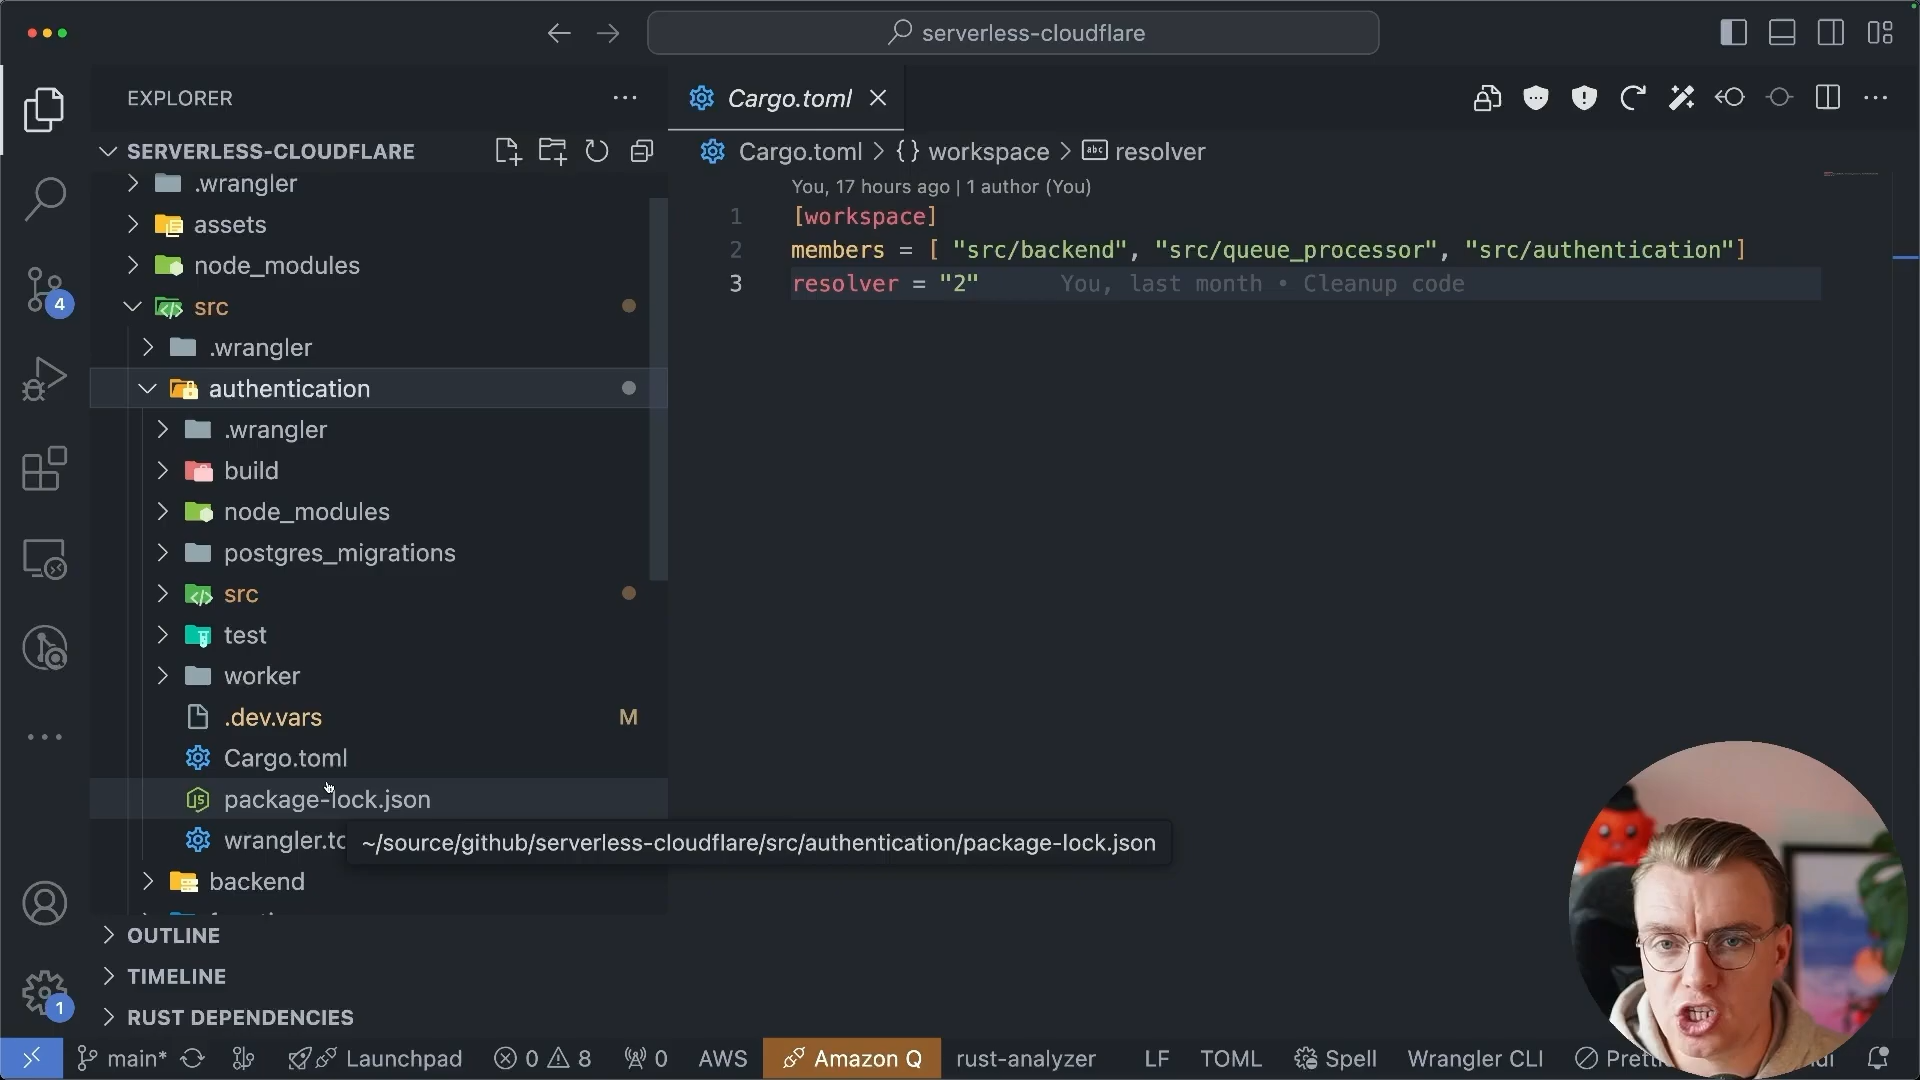 serverless-cloudflare
EXPLORER
Cargo.toml
SERVERLESS-CLOUDFLARE
Cargo.toml > {} workspace > abc resolver
.wrangler
You, 17 hours ago | 1 author (You)
assets
1 [workspace]
node_modules
2 members = [ "src/backend", "src/queue_processor", "src/authentication"]
src
3 resolver = "2" You, last month • Cleanup code
4
.wrangler
authentication
.wrangler
build
node_modules
postgres_migrations
src
test
worker
.dev.vars M
Cargo.toml
package-lock.json
wrangler.to
~/source/github/serverless-cloudflare/src/authentication/package-lock.json
backend
OUTLINE
TIMELINE
1
RUST DEPENDENCIES
main* Launchpad 0 8 0 AWS Amazon Q rust-analyzer LF TOML Spell Wrangler CLI